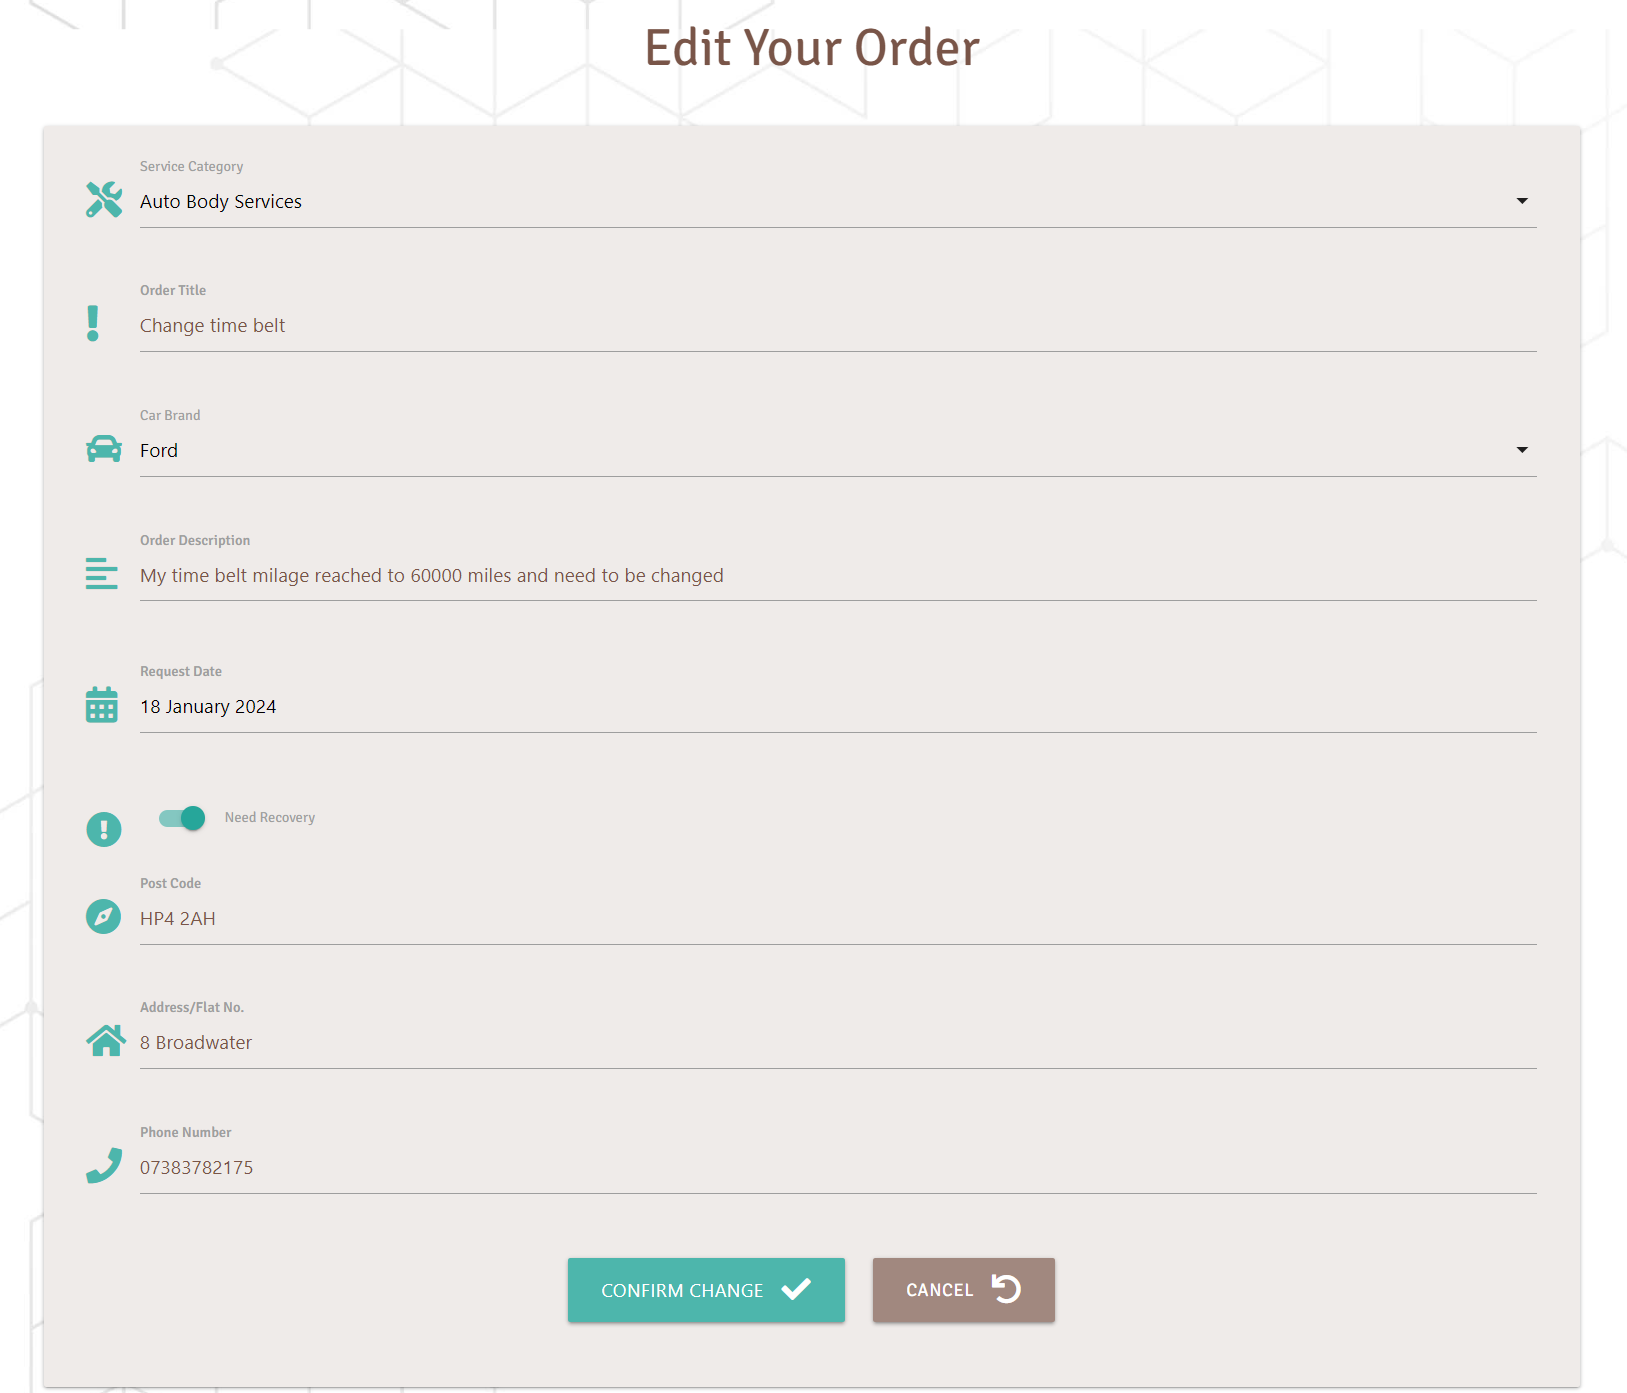 Edit Your Order
Service Category
Auto Body Services
Order Title
Change time belt
Car Brand
Ford
Order Description
My time belt milage reached to 60000 miles and need to be changed
Request Date
18 January 2024
Need Recovery
Post Code
HP4 2AH
Address/Flat No.
8 Broadwater
Phone Number
07383782175
CONFIRM CHANGE
CANCEL